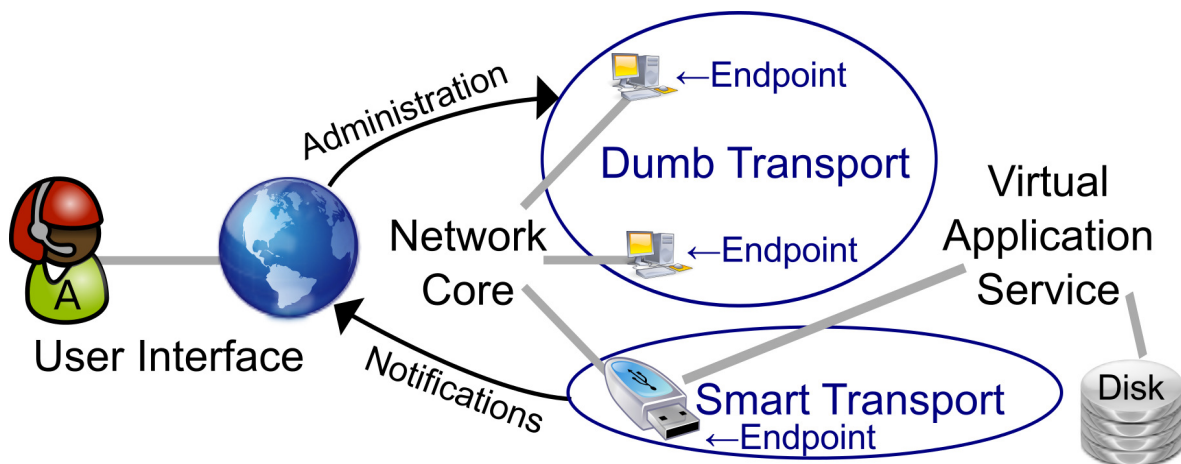 Administration
←Endpoint
Dumb Transport
Virtual
Application
Service
Network
Core
←Endpoint
A
User Interface
Notifications
Smart Transport
←Endpoint
Disk